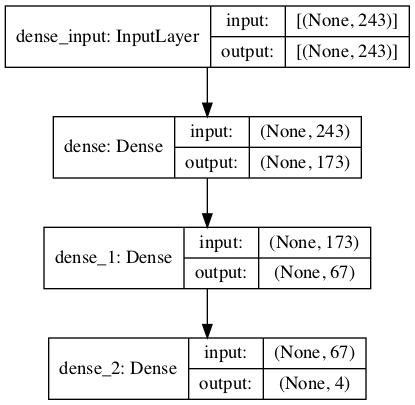 dense_input: InputLayer input: [(None, 243)]
output: [(None, 243)]
dense: Dense input: (None, 243)
output: (None, 173)
dense_1: Dense input: (None, 173)
output: (None, 67)
dense_2: Dense input: (None, 67)
output: (None, 4)